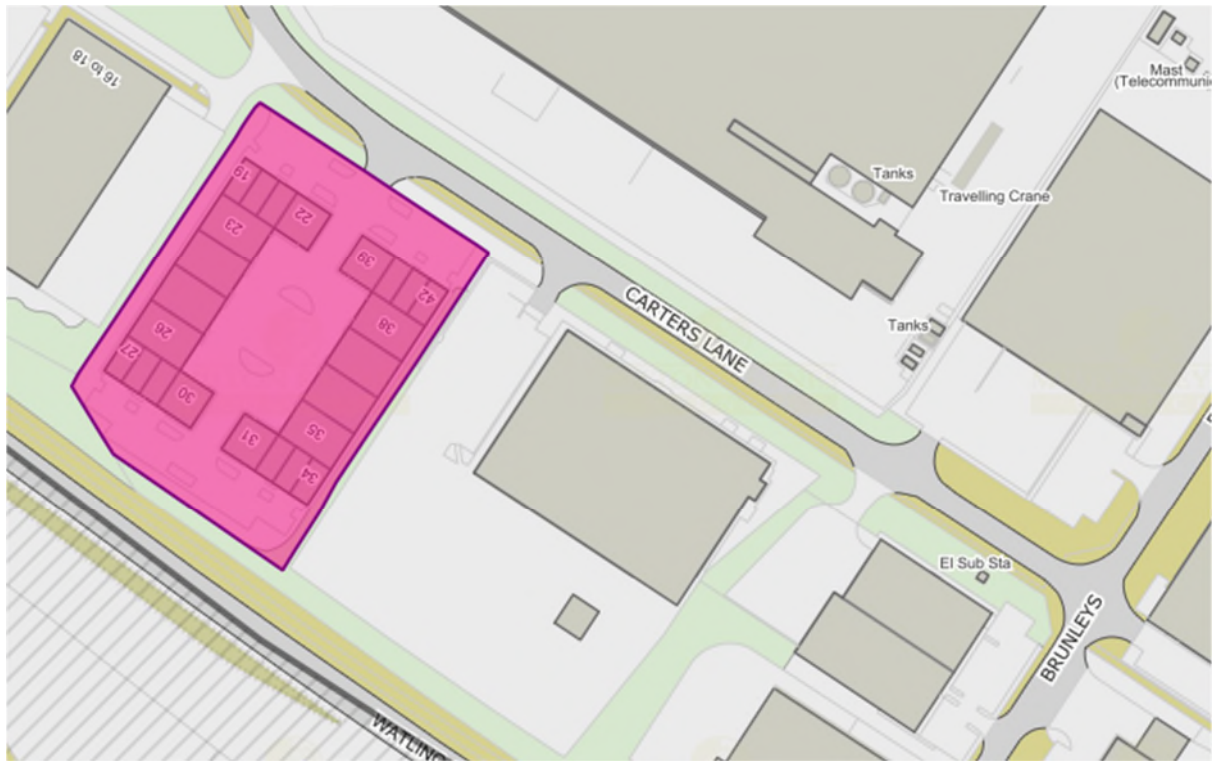 16 to 18
Mast
(Telecommuni
Tanks
Travelling Crane
19
22
23
39
42
38
CARTERS LANE
Tanks
26
27
30
31
35
34
El Sub Sta
BRUNLEYS
WATLING